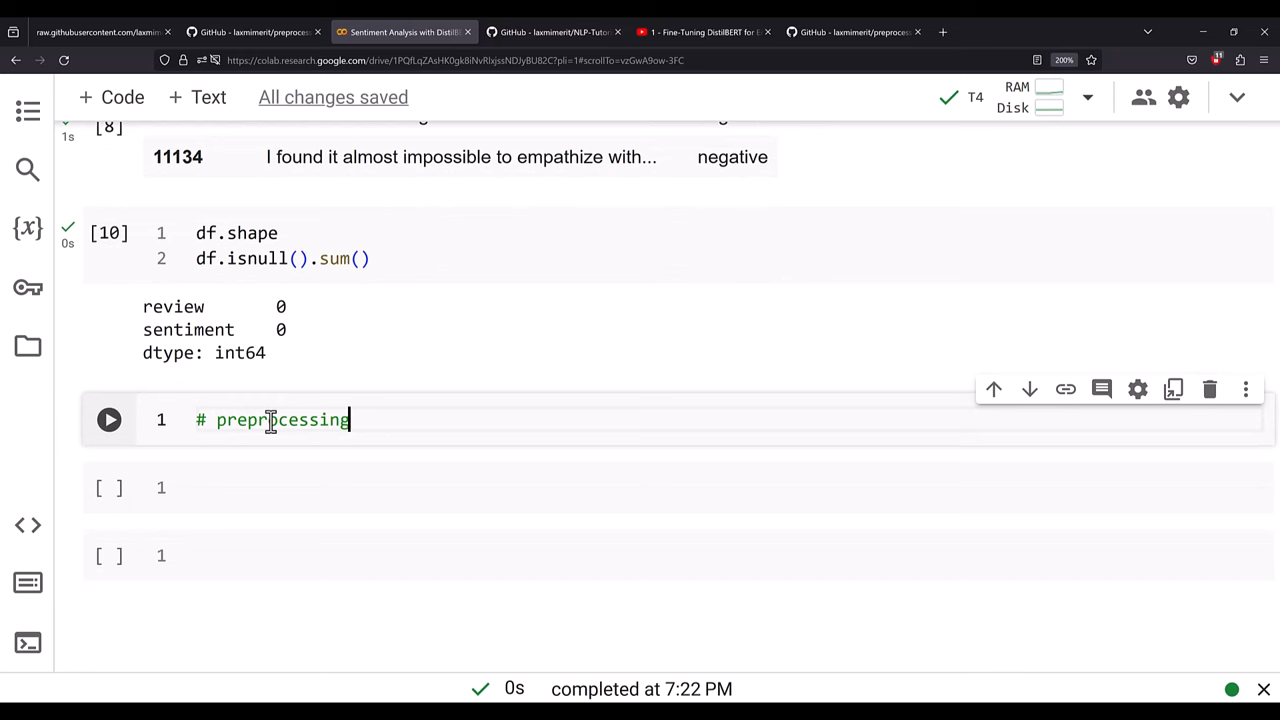 raw.githubusercontent.com/laxmim
GitHub - laxmimerit/preprocess
Sentiment Analysis with DistilBE
GitHub - laxmimerit/NLP-Tutori
1 - Fine-Tuning DistilBERT for E
GitHub - laxmimerit/preprocess
https://colab.research.google.com/drive/1PQfLqZAsHK0gk8iNvRlxjssNDJyBU82C?pli=1#scrollTo=vzGwA9ow-3FC
200%
11
+ Code + Text All changes saved
T4
RAM
Disk
[8]
1s
11134 I found it almost impossible to empathize with... negative
[10] 1 df.shape
0s
2 df.isnull().sum()
review 0
sentiment 0
dtype: int64
1 # preprocessing
[ ] 1
[ ] 1
{x}
0s completed at 7:22 PM